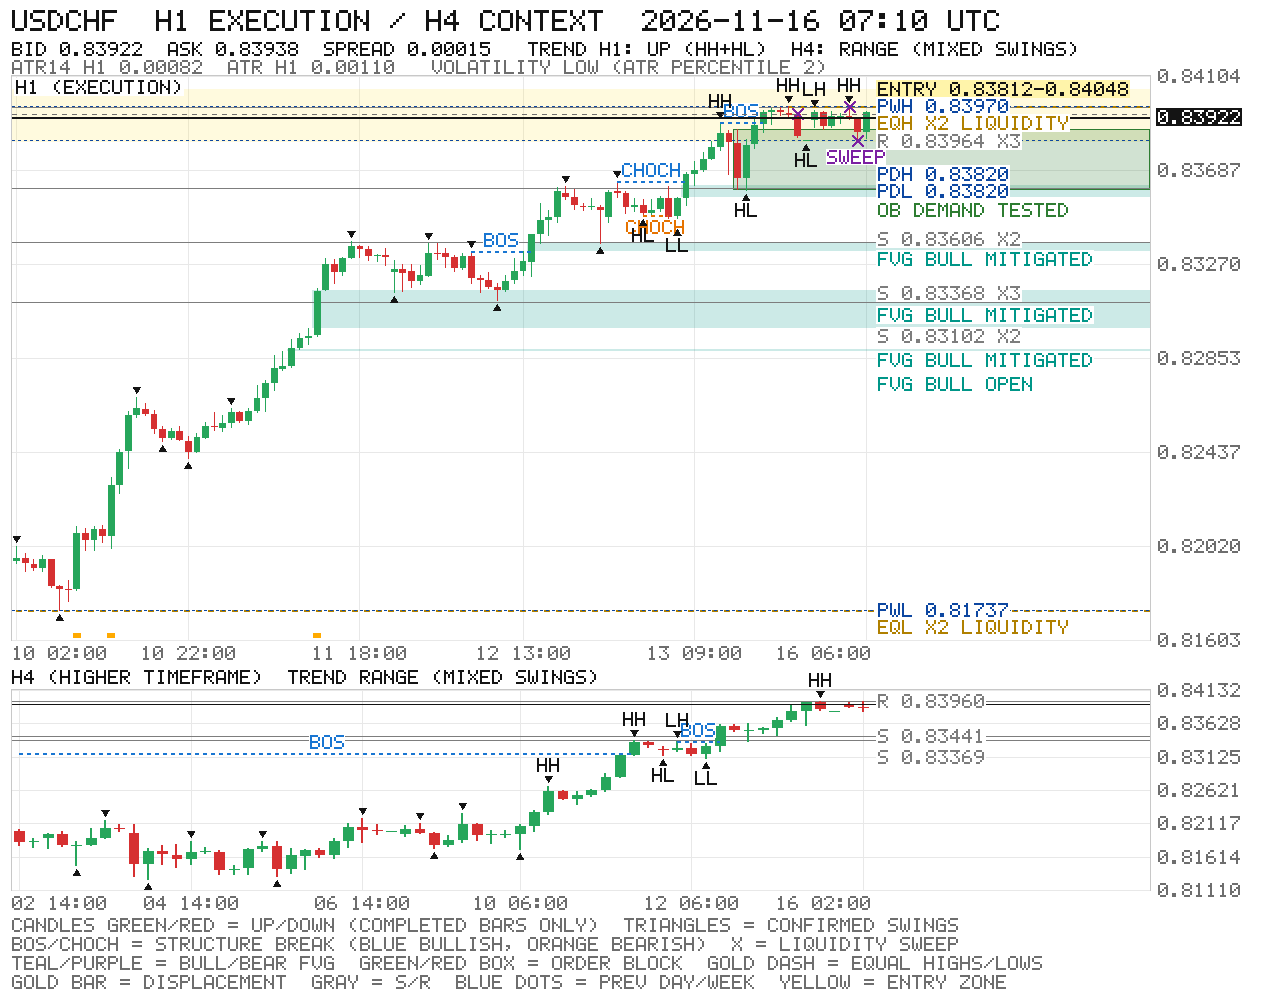 USDCHF  H1 EXECUTION / H4 CONTEXT  2026-11-16 07:10 UTC
BID 0.83922  ASK 0.83938  SPREAD 0.00015  TREND H1: UP (HH+HL)  H4: RANGE (MIXED SWINGS)
ATR14 H1 0.00082  ATR H1 0.00110  VOLATILITY LOW (ATR PERCENTILE 2)
H1 (EXECUTION)
0.84104
HH LH HH
ENTRY 0.83812-0.84048
HH
BOS
PWH 0.83970
0.83922
EQH X2 LIQUIDITY
R 0.83964 X3
HL
SWEEP
CHOCH
0.83687
PDH 0.83820
PDL 0.83820
HL
OB DEMAND TESTED
CHOCH
HL
LL
BOS
S 0.83606 X2
FVG BULL MITIGATED
0.83270
S 0.83368 X3
FVG BULL MITIGATED
S 0.83102 X2
0.82853
FVG BULL MITIGATED
FVG BULL OPEN
0.82437
0.82020
PWL 0.81737
EQL X2 LIQUIDITY
0.81603
10 02:00  10 22:00  11 18:00  12 13:00  13 09:00  16 06:00
H4 (HIGHER TIMEFRAME)  TREND RANGE (MIXED SWINGS)
HH
0.84132
R 0.83960
HH
LH
BOS
0.83628
S 0.83441
BOS
S 0.83369
0.83125
HH
HL
LL
0.82621
0.82117
0.81614
0.81110
02 14:00  04 14:00  06 14:00  10 06:00  12 06:00  16 02:00
CANDLES GREEN/RED = UP/DOWN (COMPLETED BARS ONLY)  TRIANGLES = CONFIRMED SWINGS
BOS/CHOCH = STRUCTURE BREAK (BLUE BULLISH, ORANGE BEARISH)  X = LIQUIDITY SWEEP
TEAL/PURPLE = BULL/BEAR FVG  GREEN/RED BOX = ORDER BLOCK  GOLD DASH = EQUAL HIGHS/LOWS
GOLD BAR = DISPLACEMENT  GRAY = S/R  BLUE DOTS = PREV DAY/WEEK  YELLOW = ENTRY ZONE